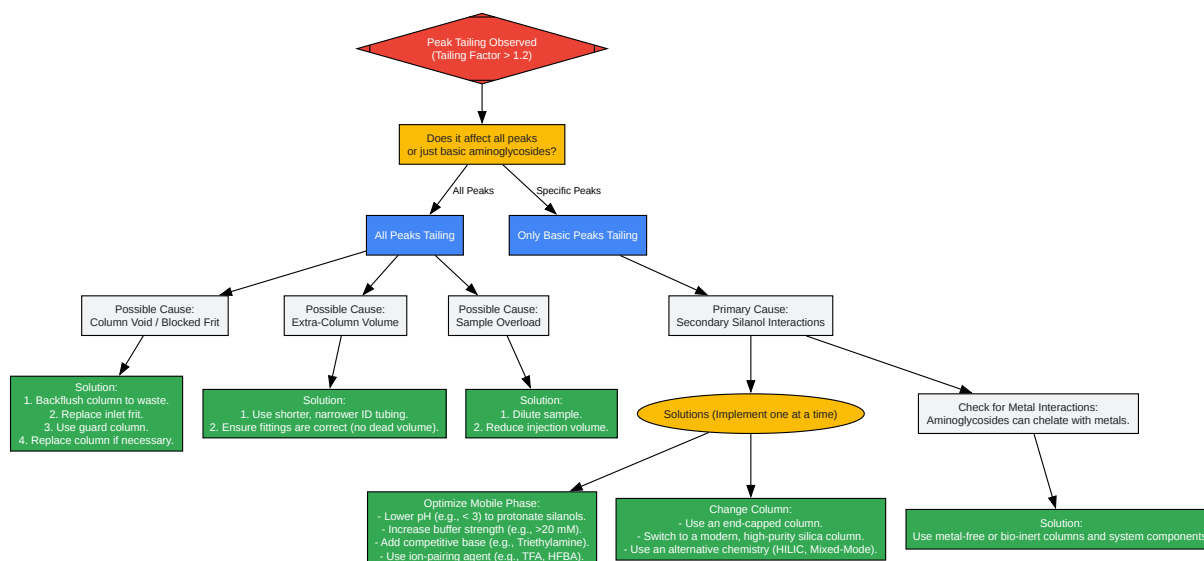 Peak Tailing Observed
(Tailing Factor > 1.2)
Does it affect all peaks
or just basic aminoglycosides?
All Peaks
Specific Peaks
All Peaks Tailing
Only Basic Peaks Tailing
Possible Cause:
Column Void / Blocked Frit
Possible Cause:
Extra-Column Volume
Possible Cause:
Sample Overload
Primary Cause:
Secondary Silanol Interactions
Solution:
1. Backflush column to waste.
2. Replace inlet frit.
3. Use guard column.
4. Replace column if necessary.
Solution:
1. Use shorter, narrower ID tubing.
2. Ensure fittings are correct (no dead volume).
Solution:
1. Dilute sample.
2. Reduce injection volume.
Solutions (Implement one at a time)
Check for Metal Interactions:
Aminoglycosides can chelate with metals.
Optimize Mobile Phase:
- Lower pH (e.g., < 3) to protonate silanols.
- Increase buffer strength (e.g., >20 mM).
- Add competitive base (e.g., Triethylamine).
- Use ion-pairing agent (e.g., TFA, HFBA).
Change Column:
- Use an end-capped column.
- Switch to a modern, high-purity silica column.
- Use an alternative chemistry (HILIC, Mixed-Mode).
Solution:
Use metal-free or bio-inert columns and system components